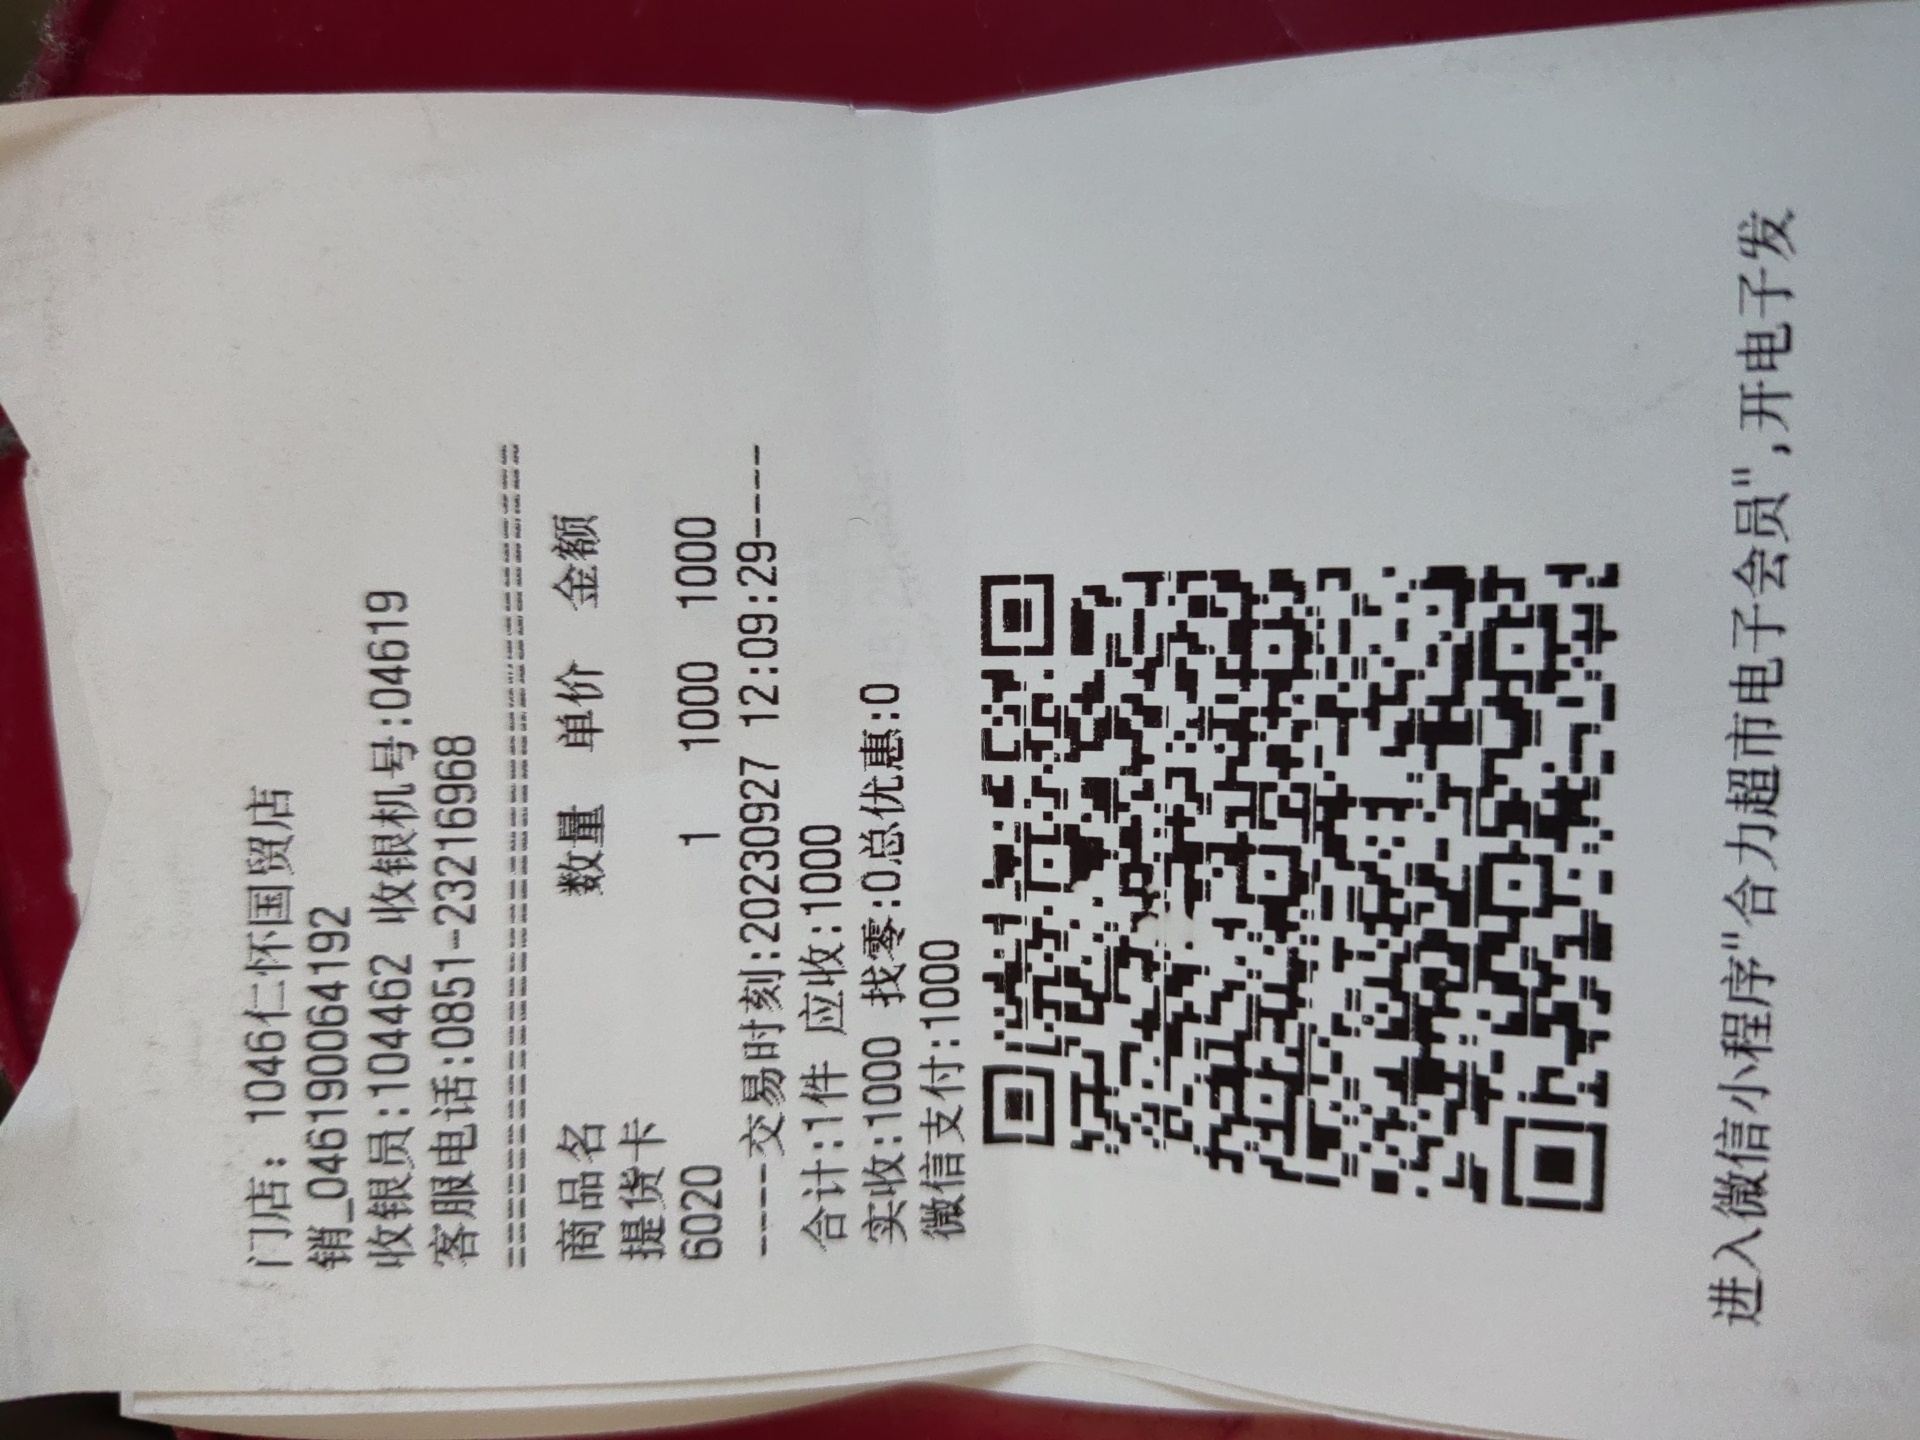 门店: 1046仁怀国贸店
销_0461900064192
收银员:104462 收银机号:04619
客服电话:0851-23216968
========================================
商品名 数量 单价 金额
提货卡
6020 1 1000 1000
----交易时刻:20230927 12:09:29----
合计:1件 应收:1000
实收:1000 找零:0总优惠:0
微信支付:1000
进入微信小程序"合力超市电子会员",开电子发